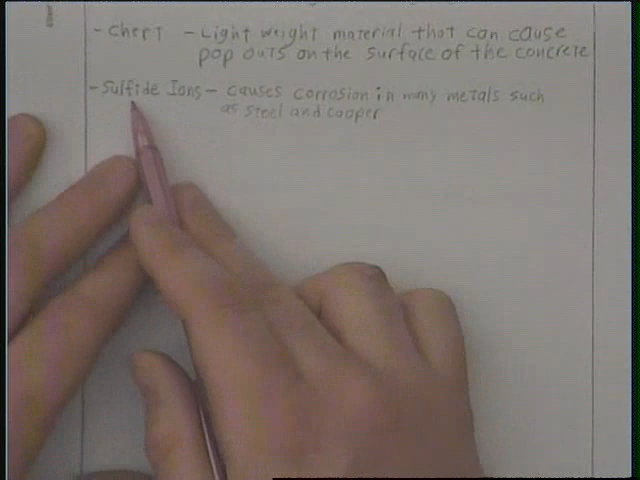 - Chert - Light weight material that can cause
pop outs on the surface of the concrete
- Sulfide Ions - causes corrosion in many metals such
as steel and cooper